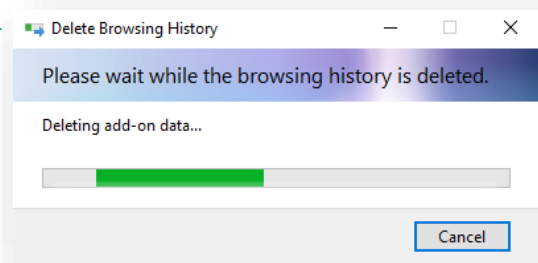 Delete Browsing History
Please wait while the browsing history is deleted.
Deleting add-on data...
Cancel